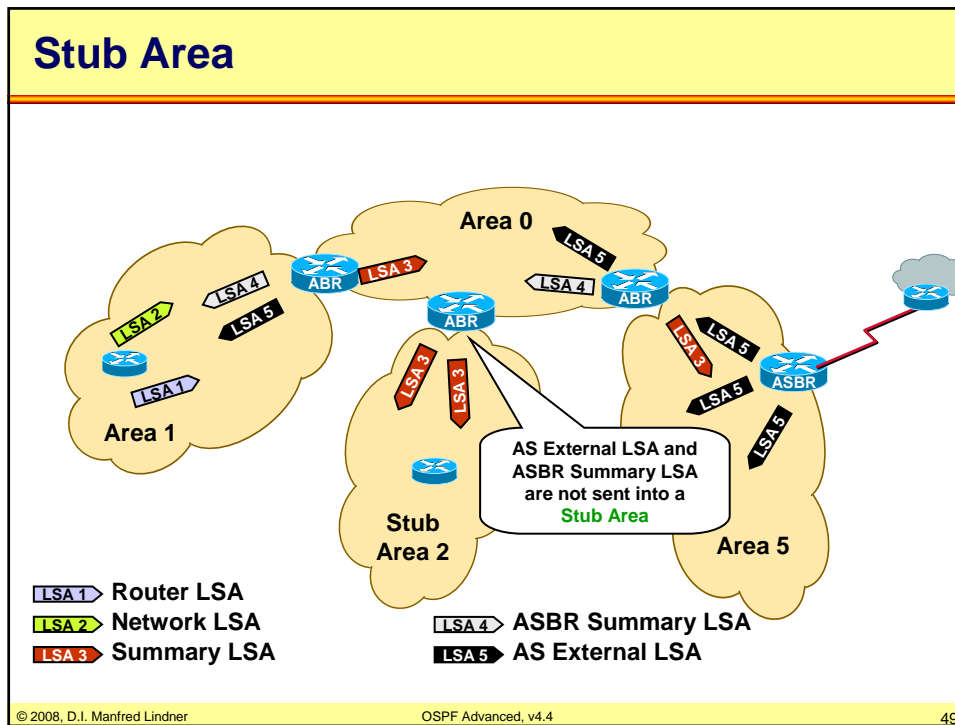 Stub Area
Area 0
LSA 5
LSA 4
LSA 3
ABR
LSA 4
ABR
LSA 5
ABR
LSA 2
LSA 3
LSA 5
ASBR
LSA 3
LSA 3
LSA 5
LSA 1
LSA 5
Area 1
AS External LSA and
ASBR Summary LSA
are not sent into a
Stub Area
Stub
Area 2
Area 5
LSA 1 Router LSA
LSA 2 Network LSA
LSA 4 ASBR Summary LSA
LSA 3 Summary LSA
LSA 5 AS External LSA
© 2008, D.I. Manfred Lindner
OSPF Advanced, v4.4
49